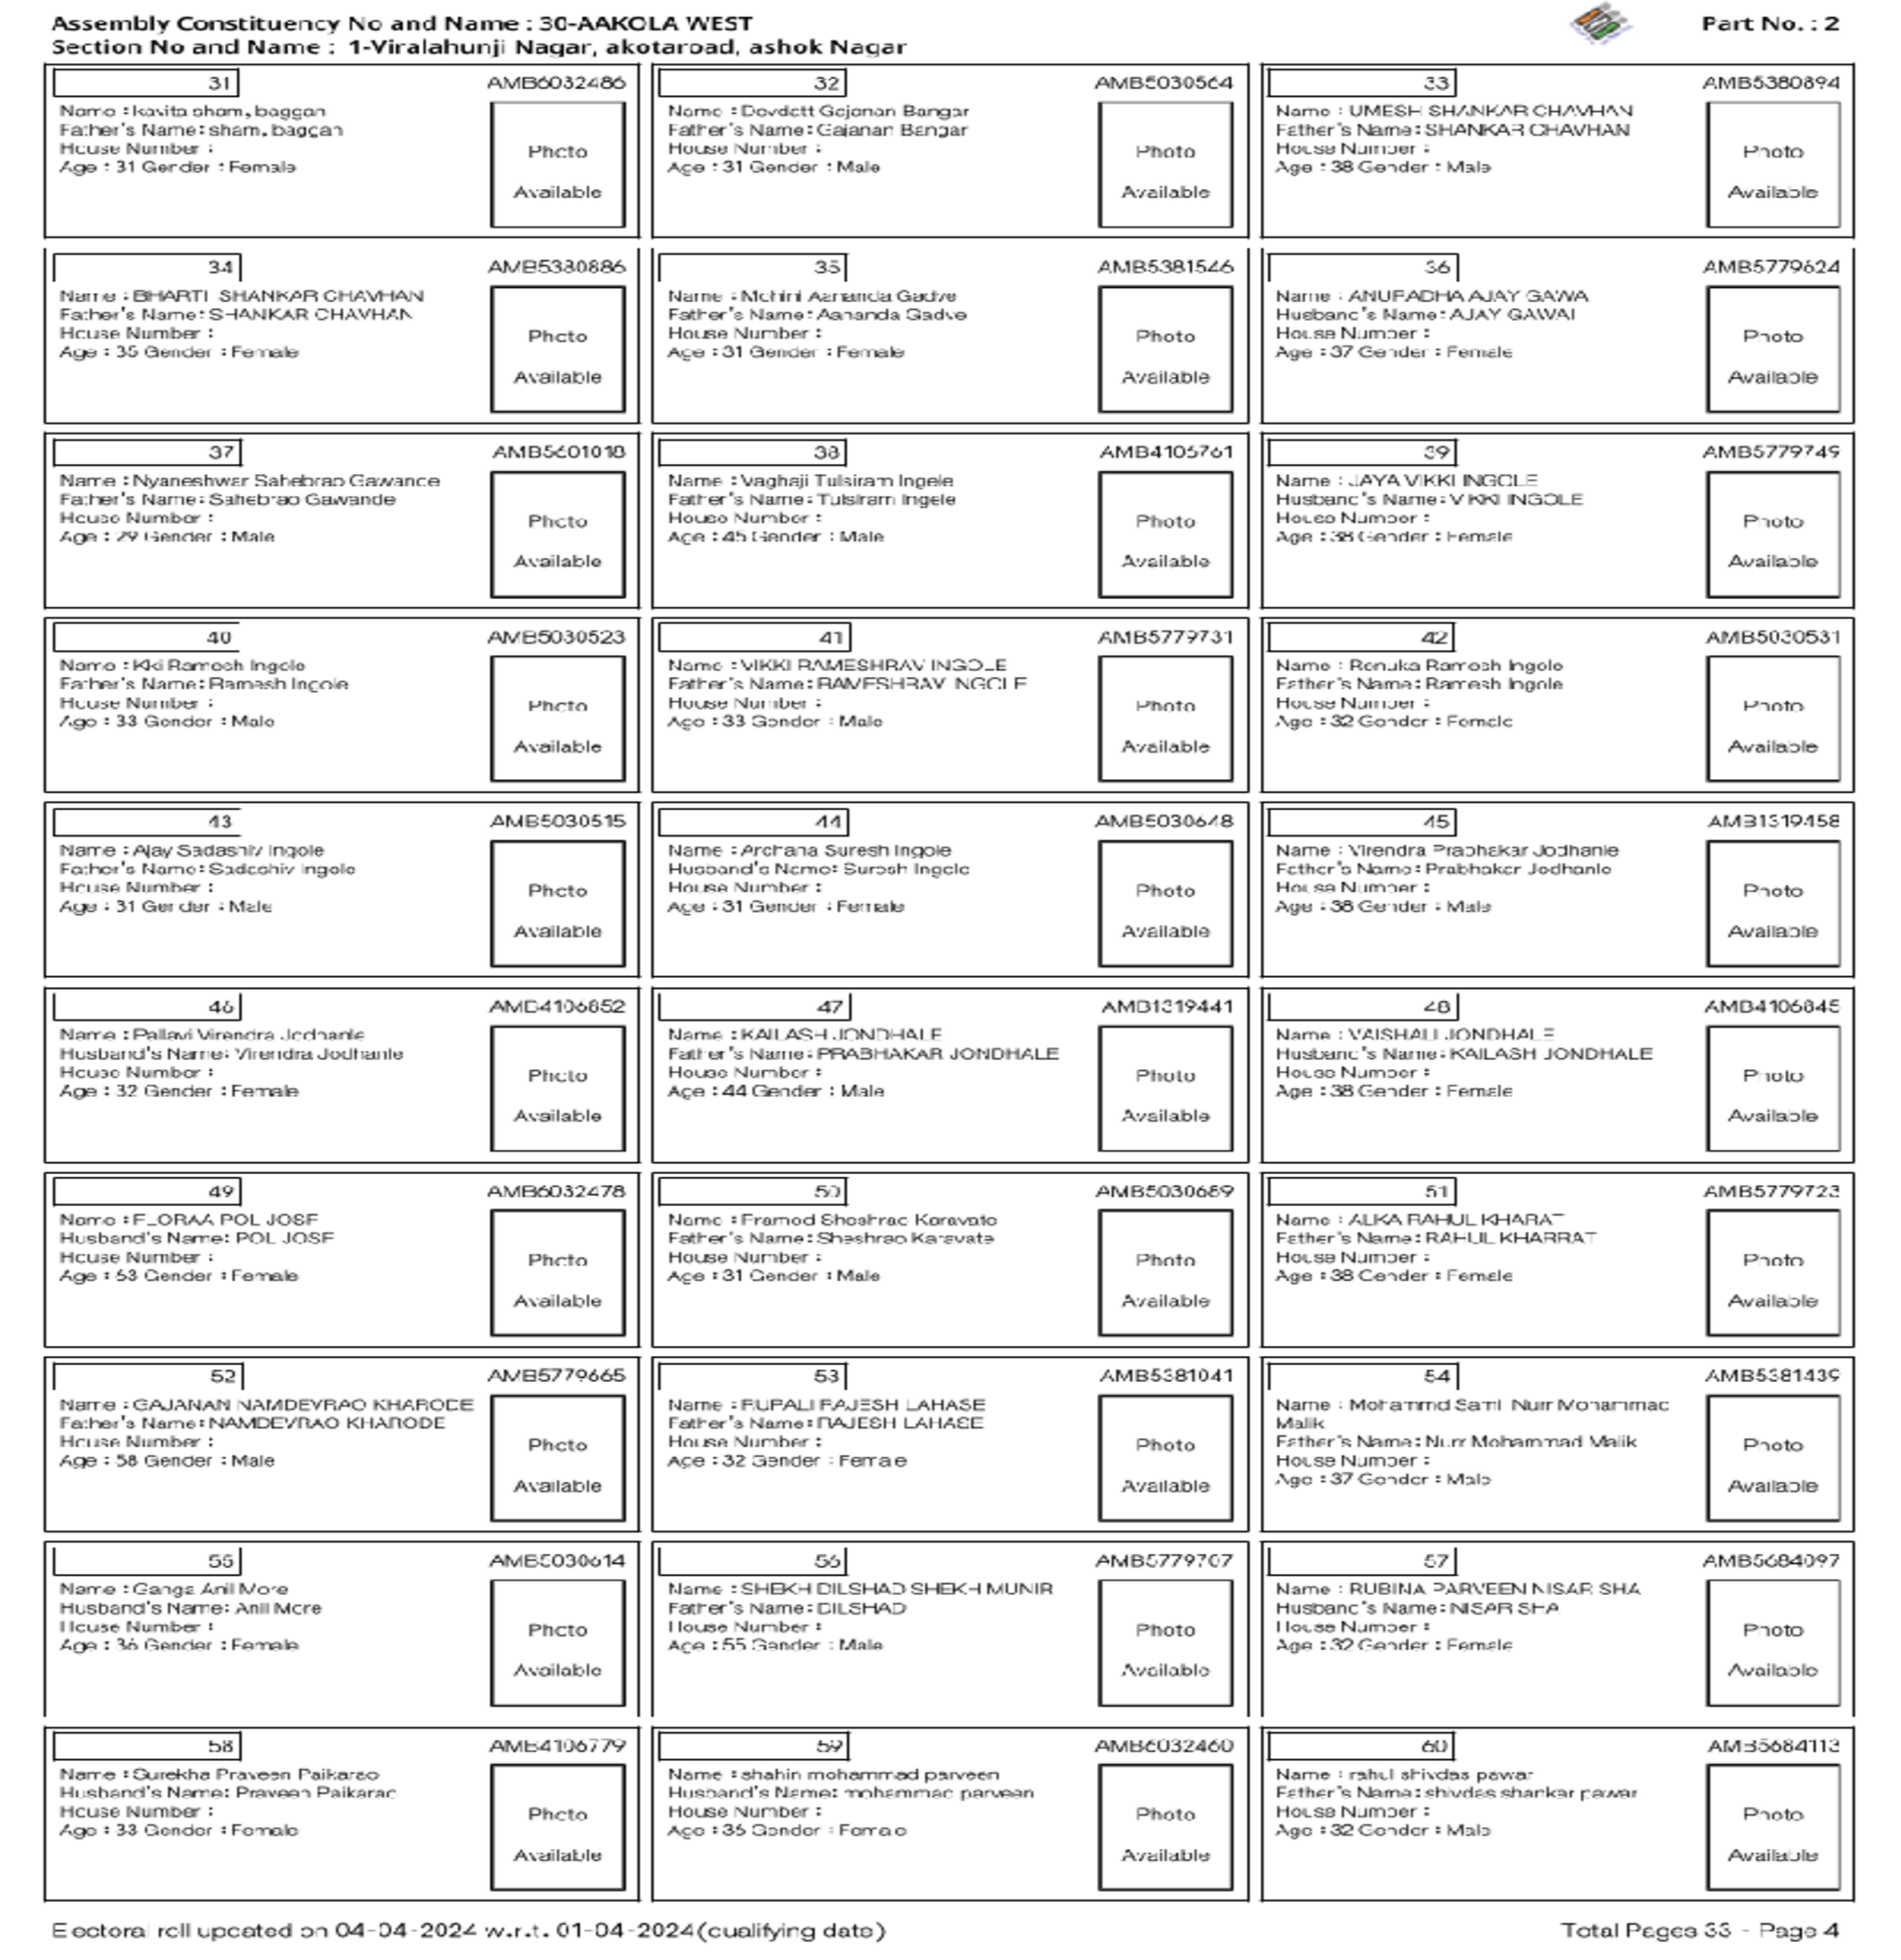 Assembly Constituency No and Name : 30-AAKOLA WEST
Part No. : 2
Section No and Name : 1-Viralahunji Nagar, akotaroad, ashok Nagar
31
AMB6032486
Name : kavita sham, baggan
Father's Name: sham, baggan
House Number :
Age : 31 Gender : Female
Photo
Available
32
AMB5030564
Name : Devdatt Gajanan Bangar
Father's Name: Gajanan Bangar
House Number :
Age : 31 Gender : Male
Photo
Available
33
AMB5380894
Name : UMESH SHANKAR CHAVHAN
Father's Name: SHANKAR CHAVHAN
House Number :
Age : 38 Gender : Male
Photo
Available
34
AMB5380886
Name : BHARTI SHANKAR CHAVHAN
Father's Name: SHANKAR CHAVHAN
House Number :
Age : 35 Gender : Female
Photo
Available
35
AMB5381546
Name : Mohini Aananda Gadve
Father's Name: Aananda Gadve
House Number :
Age : 31 Gender : Female
Photo
Available
36
AMB5779624
Name : ANURADHA AJAY GAWA
Husband's Name: AJAY GAWAI
House Number :
Age : 37 Gender : Female
Photo
Available
37
AMB5601018
Name : Nyaneshwar Sahebrao Gawande
Father's Name: Sahebrao Gawande
House Number :
Age : 29 Gender : Male
Photo
Available
38
AMB4106761
Name : Vaghaji Tulsiram Ingele
Father's Name: Tulsiram Ingele
House Number :
Age : 45 Gender : Male
Photo
Available
39
AMB5779749
Name : JAYA VIKKI INGOLE
Husband's Name: VIKKI INGOLE
House Number :
Age : 38 Gender : Female
Photo
Available
40
AMB5030523
Name : Kki Ramesh Ingole
Father's Name: Ramesh Ingole
House Number :
Age : 33 Gender : Male
Photo
Available
41
AMB5779731
Name : VIKKI RAMESHRAV INGOLE
Father's Name: RAMESHRAV INGOLE
House Number :
Age : 33 Gender : Male
Photo
Available
42
AMB5030531
Name : Renuka Ramesh Ingole
Father's Name: Ramesh Ingole
House Number :
Age : 32 Gender : Female
Photo
Available
43
AMB5030515
Name : Ajay Sadashiv Ingole
Father's Name: Sadashiv Ingole
House Number :
Age : 31 Gender : Male
Photo
Available
44
AMB5030648
Name : Archana Suresh Ingole
Husband's Name: Suresh Ingole
House Number :
Age : 31 Gender : Female
Photo
Available
45
AMB1319458
Name : Virendra Prabhakar Jodhanle
Father's Name: Prabhakar Jodhanle
House Number :
Age : 38 Gender : Male
Photo
Available
46
AMB4106852
Name : Pallavi Virendra Jodhanle
Husband's Name: Virendra Jodhanle
House Number :
Age : 32 Gender : Female
Photo
Available
47
AMB1319441
Name : KAILASH JONDHALE
Father's Name: PRABHAKAR JONDHALE
House Number :
Age : 44 Gender : Male
Photo
Available
48
AMB4106845
Name : VAISHALI JONDHALE
Husband's Name: KAILASH JONDHALE
House Number :
Age : 38 Gender : Female
Photo
Available
49
AMB6032478
Name : FLORAA POL JOSF
Husband's Name: POL JOSF
House Number :
Age : 53 Gender : Female
Photo
Available
50
AMB5030689
Name : Pramod Sheshrao Karavate
Father's Name: Sheshrao Karavate
House Number :
Age : 31 Gender : Male
Photo
Available
51
AMB5779723
Name : ALKA RAHUL KHARAT
Father's Name: RAHUL KHARRAT
House Number :
Age : 38 Gender : Female
Photo
Available
52
AMB5779665
Name : GAJANAN NAMDEVRAO KHARODE
Father's Name: NAMDEVRAO KHARODE
House Number :
Age : 58 Gender : Male
Photo
Available
53
AMB5381041
Name : RUPALI RAJESH LAHASE
Father's Name: RAJESH LAHASE
House Number :
Age : 32 Gender : Female
Photo
Available
54
AMB5381439
Name : Mohammd Sami Nurr Mohammad
Malik
Father's Name: Nurr Mohammad Malik
House Number :
Age : 37 Gender : Male
Photo
Available
55
AMB5030614
Name : Ganga Anil More
Husband's Name: Anil More
House Number :
Age : 36 Gender : Female
Photo
Available
56
AMB5779707
Name : SHEKH DILSHAD SHEKH MUNIR
Father's Name: DILSHAD
House Number :
Age : 55 Gender : Male
Photo
Available
57
AMB5684097
Name : RUBINA PARVEEN NISAR SHA
Husband's Name: NISAR SHA
House Number :
Age : 32 Gender : Female
Photo
Available
58
AMB4106779
Name : Surekha Praveen Paikarao
Husband's Name: Praveen Paikarao
House Number :
Age : 33 Gender : Female
Photo
Available
59
AMB6032460
Name : shahin mohammad parveen
Husband's Name: mohammad parveen
House Number :
Age : 36 Gender : Female
Photo
Available
60
AMB5684113
Name : rahul shivdas pawar
Father's Name: shivdas shankar pawar
House Number :
Age : 32 Gender : Male
Photo
Available
Electoral roll updated on 04-04-2024 w.r.t. 01-04-2024(qualifying date)
Total Pages 33 - Page 4